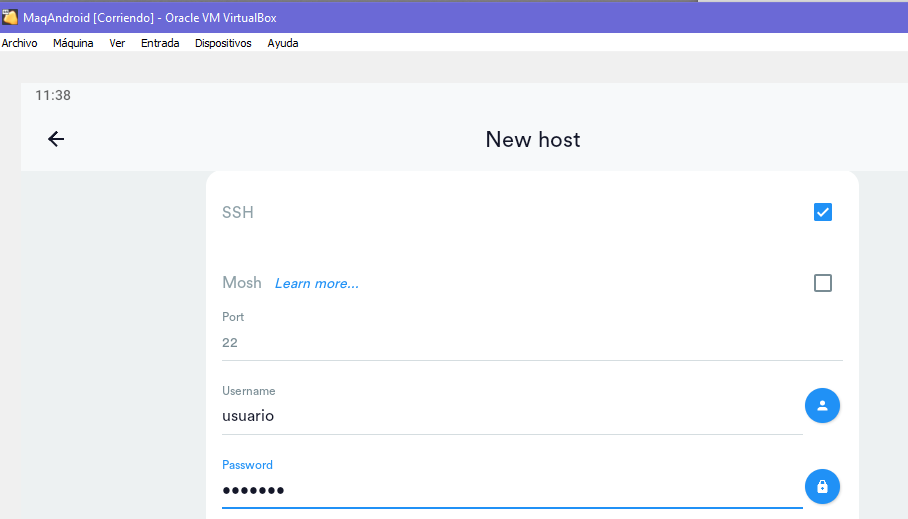 MaqAndroid [Corriendo] - Oracle VM VirtualBox
Archivo Máquina Ver Entrada Dispositivos Ayuda
11:38
New host
SSH
Mosh Learn more...
Port
22
Username
usuario
Password
•••••••